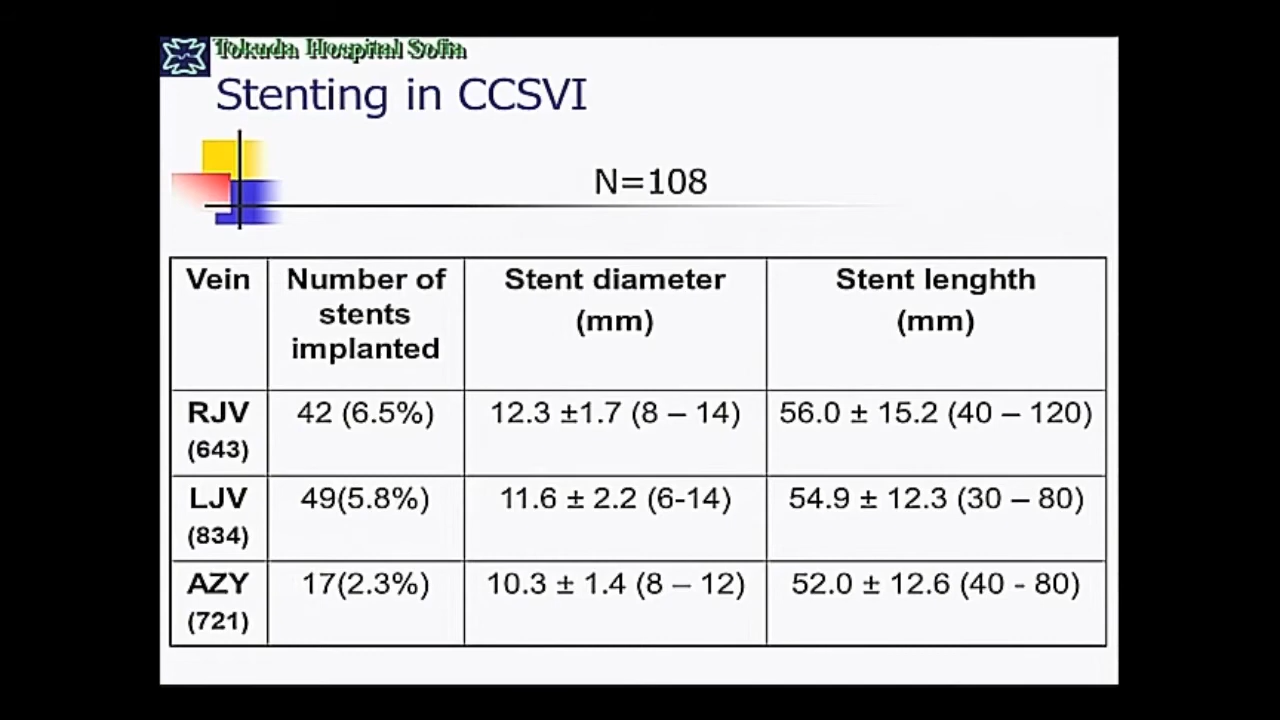 Tokuda Hospital Sofia
Stenting in CCSVI
N=108
Vein
Number of
stents
implanted
Stent diameter
(mm)
Stent lenghth
(mm)
RJV
(643)
42 (6.5%)
12.3 ±1.7 (8 – 14)
56.0 ± 15.2 (40 – 120)
LJV
(834)
49(5.8%)
11.6 ± 2.2 (6-14)
54.9 ± 12.3 (30 – 80)
AZY
(721)
17(2.3%)
10.3 ± 1.4 (8 – 12)
52.0 ± 12.6 (40 - 80)